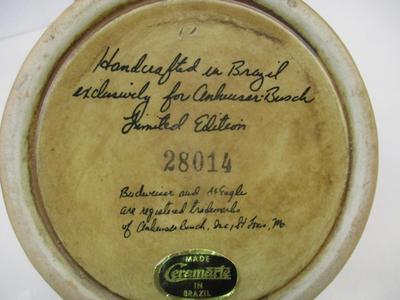 Handcrafted in Brazil
exclusively for Anheuser-Busch
Limited Edition
28014
Budweiser and A&Eagle
are registered trademarks
of Anheuser-Busch, Inc, St Louis, Mo.
MADE
Ceramarte
IN
BRAZIL